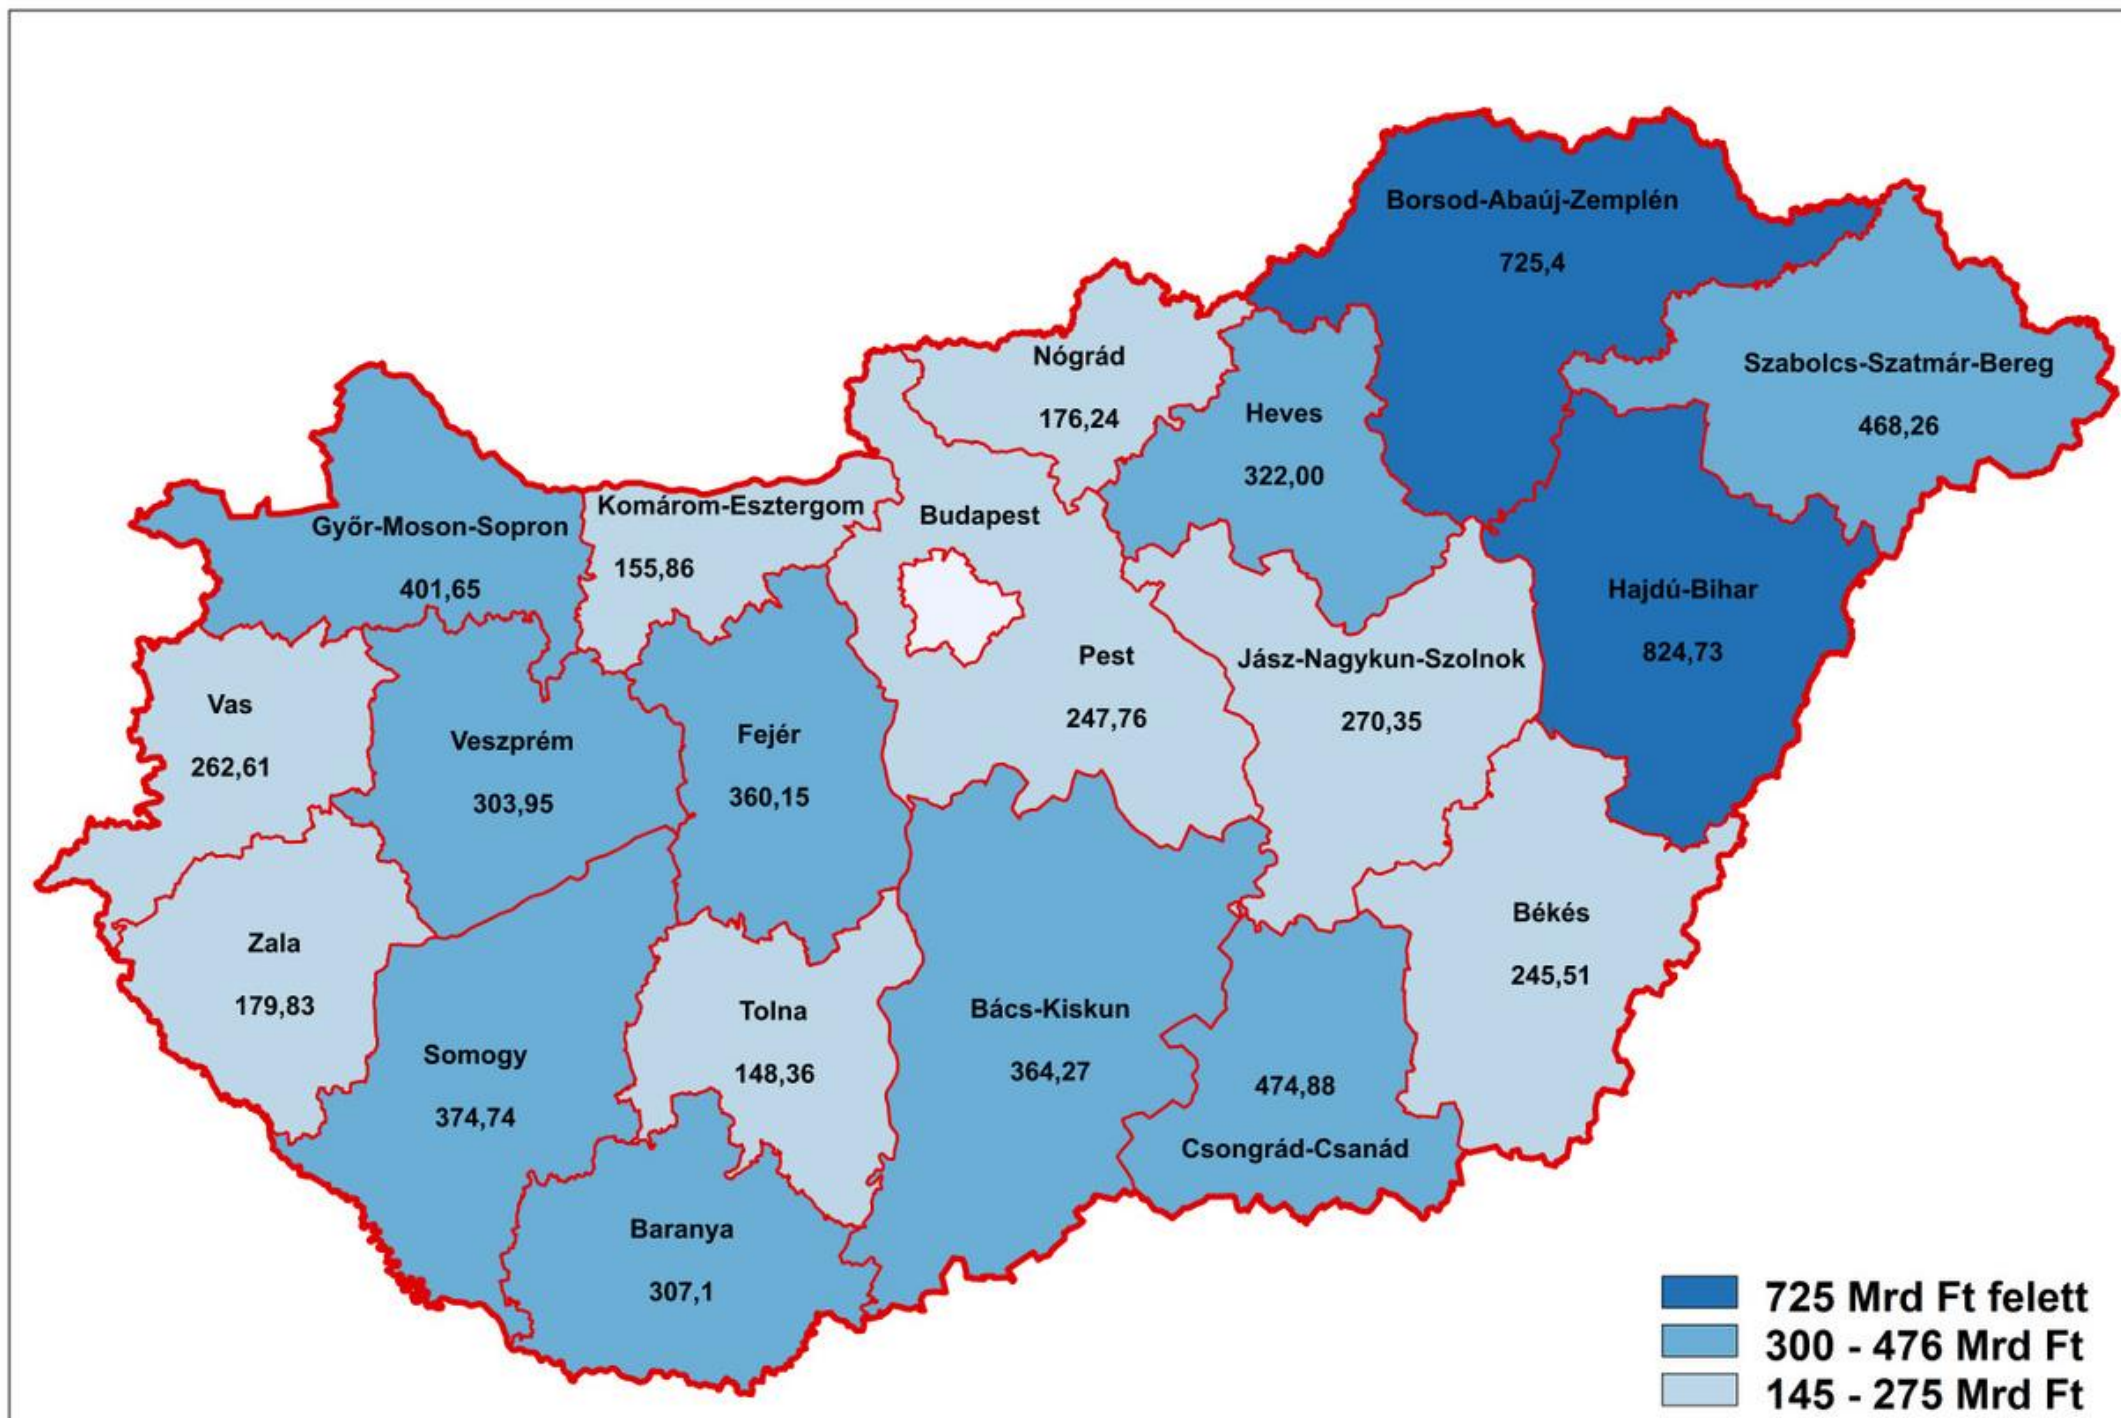 Borsod-Abaúj-Zemplén
725,4
Szabolcs-Szatmár-Bereg
468,26
Nógrád
176,24
Heves
322,00
Győr-Moson-Sopron
401,65
Komárom-Esztergom
155,86
Budapest
Hajdú-Bihar
824,73
Pest
247,76
Jász-Nagykun-Szolnok
270,35
Vas
262,61
Veszprém
303,95
Fejér
360,15
Békés
245,51
Zala
179,83
Tolna
148,36
Bács-Kiskun
364,27
Somogy
374,74
474,88
Csongrád-Csanád
Baranya
307,1
725 Mrd Ft felett
300 - 476 Mrd Ft
145 - 275 Mrd Ft